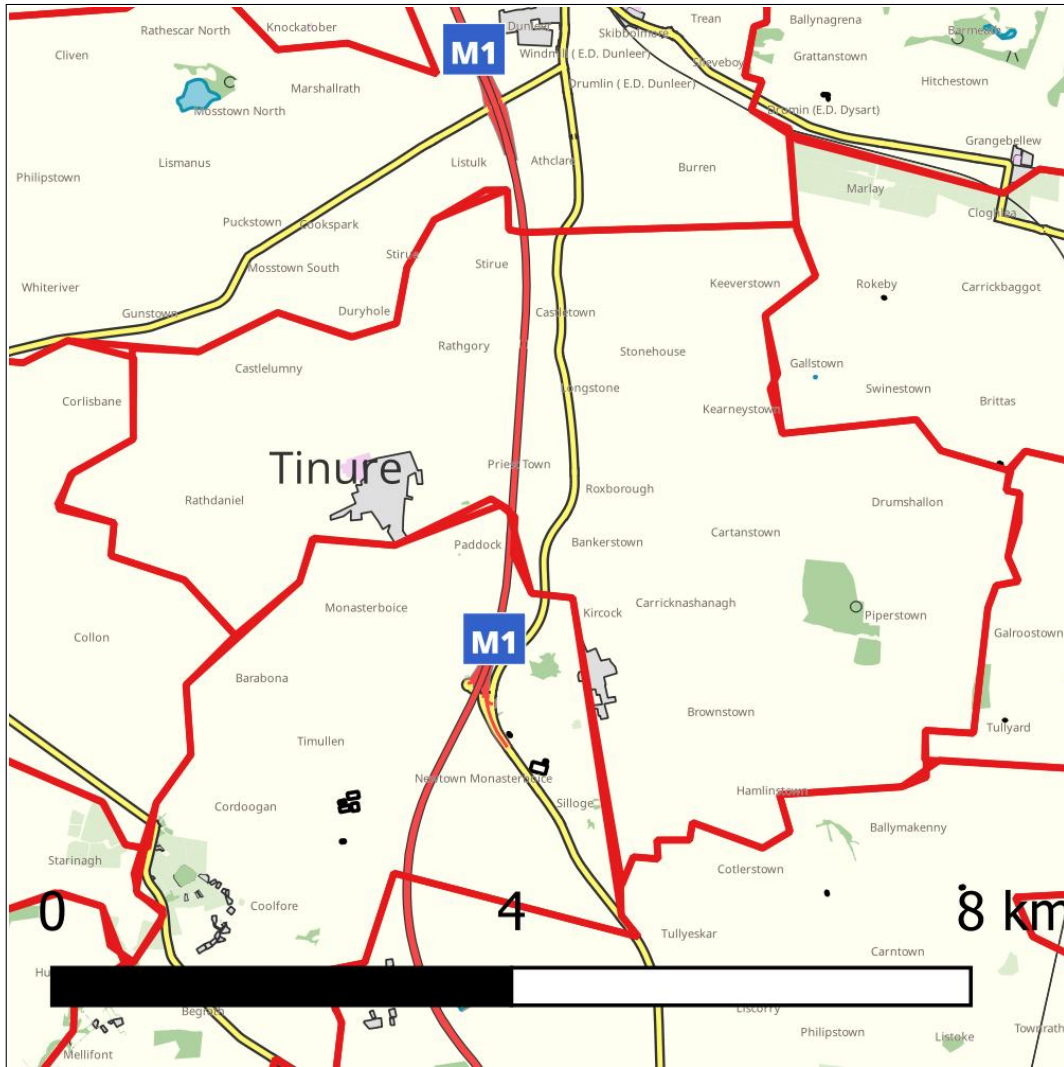 Trean
Ballynagrena
Rathescar North
Knockatober
Dunleer
Skibbolmore
Barmeath
Cliven
M1
Windmill ( E.D. Dunleer)
Grattanstown
Hitchestown
Marshallrath
Drumlin ( E.D. Dunleer)
Mosstown North
Drumin (E.D. Dysart)
Grangebellew
Lismanus
Listulk
Athclare
Burren
Philipstown
Marlay
Puckstown
Cookspark
Cloghlea
Stirue
Mosstown South
Stirue
Whiteriver
Keeverstown
Rokeby
Carrickbaggot
Gunstown
Duryhole
Castletown
Rathgory
Stonehouse
Castlelumny
Gallstown
Longstone
Swinestown
Corlisbane
Kearneystown
Brittas
Tinure
Priest Town
Roxborough
Rathdaniel
Drumshallon
Paddock
Bankerstown
Cartanstown
Monasterboice
Kircock
Carricknashanagh
Piperstown
Collon
M1
Galroostown
Barabona
Brownstown
Timullen
Tullyard
Newtown Monasterboice
Hamlinstown
Cordoogan
Silloge
Ballymakenny
Starinagh
Cotlerstown
Coolfore
0
4
8 km
Tullyeskar
Carntown
Begrath
Philipstown
Listoke
Mellifont